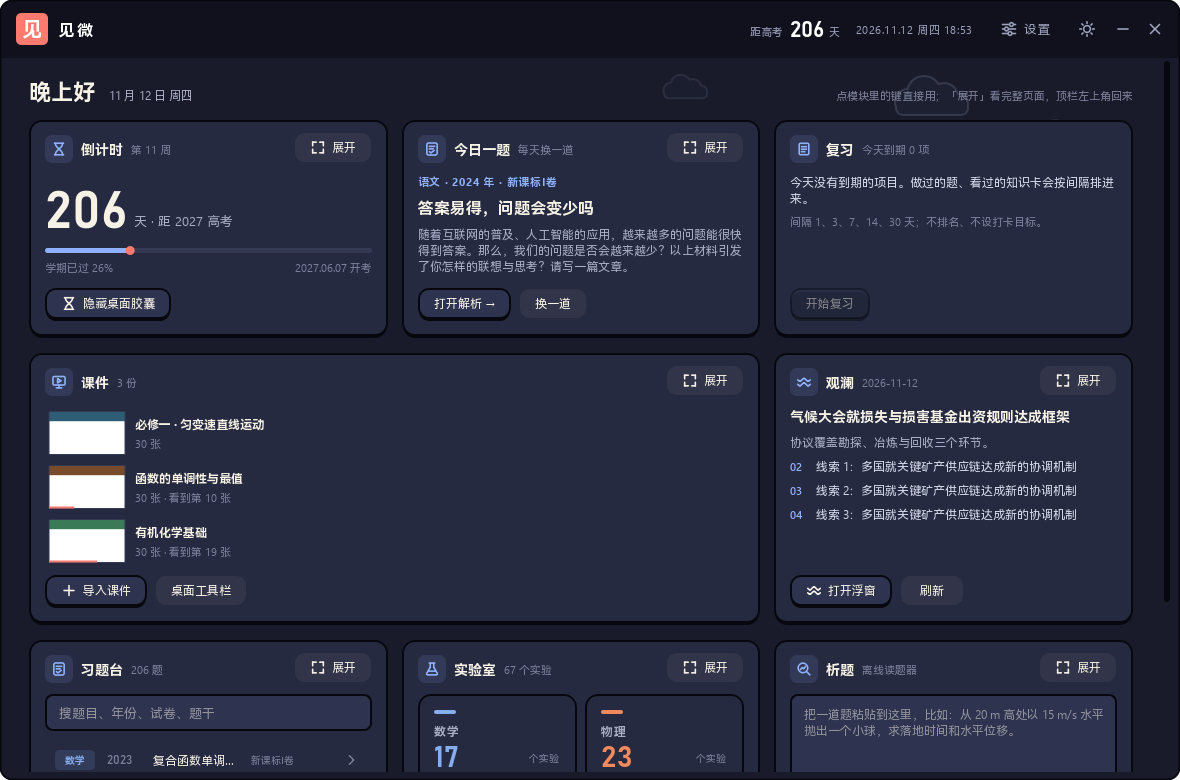 见 见微
距高考 206 天 2026.11.12 周四 18:53 设置
晚上好 11月12日 周四
点模块里的键直接用；「展开」看完整页面，顶栏左上角回来
倒计时 第 11 周 展开
206 天 · 距 2027 高考
学期已过 26% 2027.06.07 开考
隐藏桌面胶囊
今日一题 每天换一道 展开
语文 · 2024 年 · 新课标I卷
答案易得，问题会变少吗
随着互联网的普及、人工智能的应用，越来越多的问题能很快
得到答案。那么，我们的问题是否会越来越少？以上材料引发
了你怎样的联想与思考？请写一篇文章。
打开解析 → 换一道
复习 今天到期 0 项
今天没有到期的项目。做过的题、看过的知识卡会按间隔排进
来。
间隔 1、3、7、14、30 天；不排名、不设打卡目标。
开始复习
课件 3 份 展开
必修一 · 匀变速直线运动
30 张
函数的单调性与最值
30 张 · 看到第 10 张
有机化学基础
30 张 · 看到第 19 张
导入课件 桌面工具栏
观澜 2026-11-12 展开
气候大会就损失与损害基金出资规则达成框架
协议覆盖勘探、冶炼与回收三个环节。
02 线索 1：多国就关键矿产供应链达成新的协调机制
03 线索 2：多国就关键矿产供应链达成新的协调机制
04 线索 3：多国就关键矿产供应链达成新的协调机制
打开浮窗 刷新
习题台 206 题 展开
搜题目、年份、试卷、题干
数学 2023 复合函数单调... 新课标I卷
实验室 67 个实验 展开
数学
17 个实验
物理
23 个实验
析题 离线读题器 展开
把一道题粘贴到这里，比如：从 20 m 高处以 15 m/s 水平
抛出一个小球，求落地时间和水平位移。